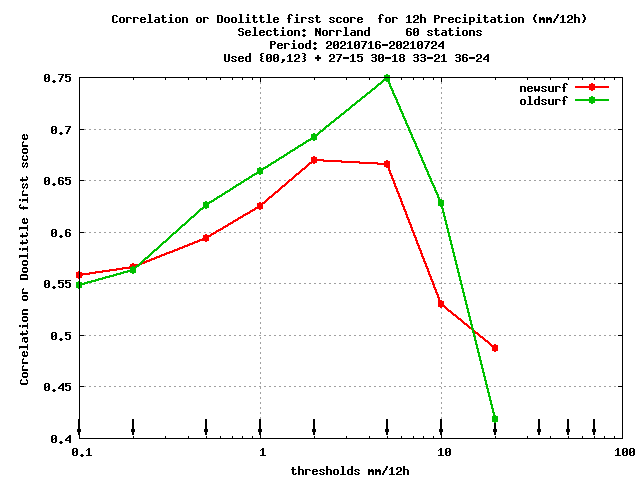 Correlation or Doolittle first score  for 12h Precipitation (mm/12h)
Selection: Norrland     60 stations
Period: 20210716-20210724
Used {00,12} + 27-15 30-18 33-21 36-24
newsurf
oldsurf
0.75
0.7
0.65
0.6
0.55
0.5
0.45
0.4
Correlation or Doolittle first score
0.1
1
10
100
thresholds mm/12h